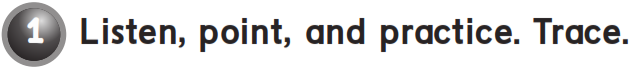 1 Listen, point, and practice. Trace.